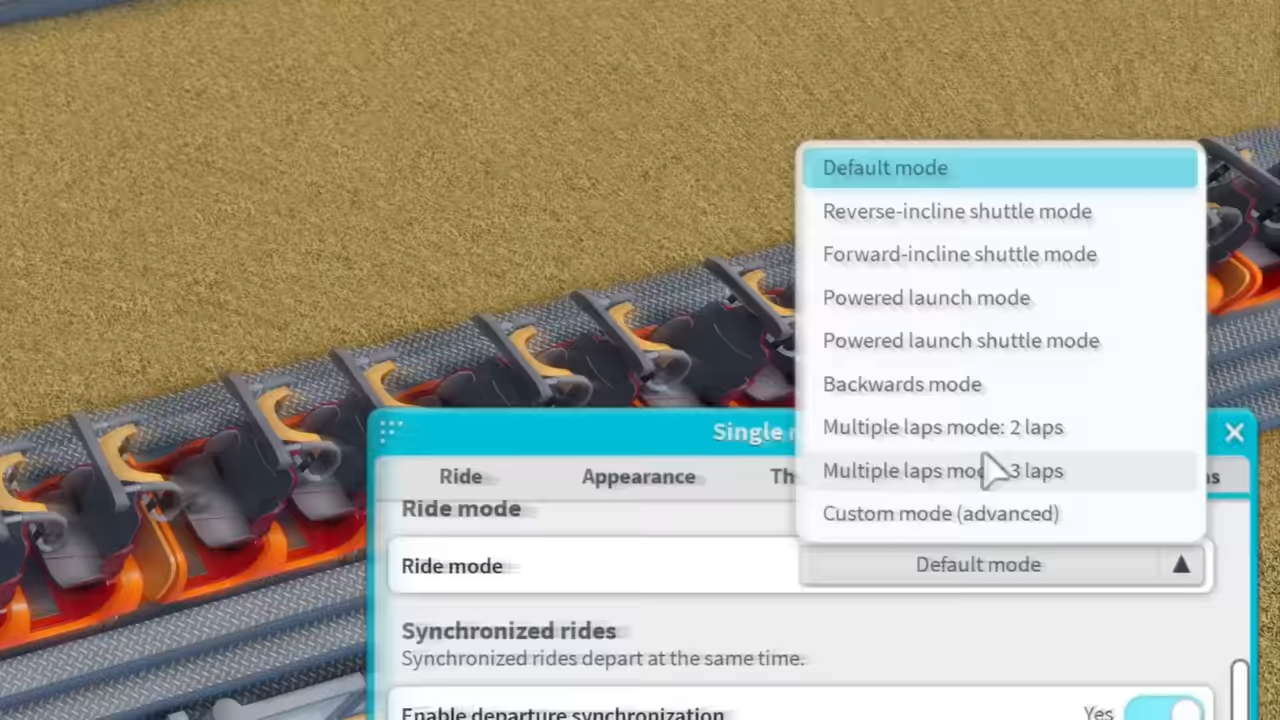 Default mode
Reverse-incline shuttle mode
Forward-incline shuttle mode
Powered launch mode
Powered launch shuttle mode
Backwards mode
Multiple laps mode: 2 laps
Multiple laps 3 laps
Custom mode (advanced)
Single
Ride Appearance
Ride mode
Ride mode Default mode
Synchronized rides
Synchronized rides depart at the same time.
Enable departure synchronization Yes